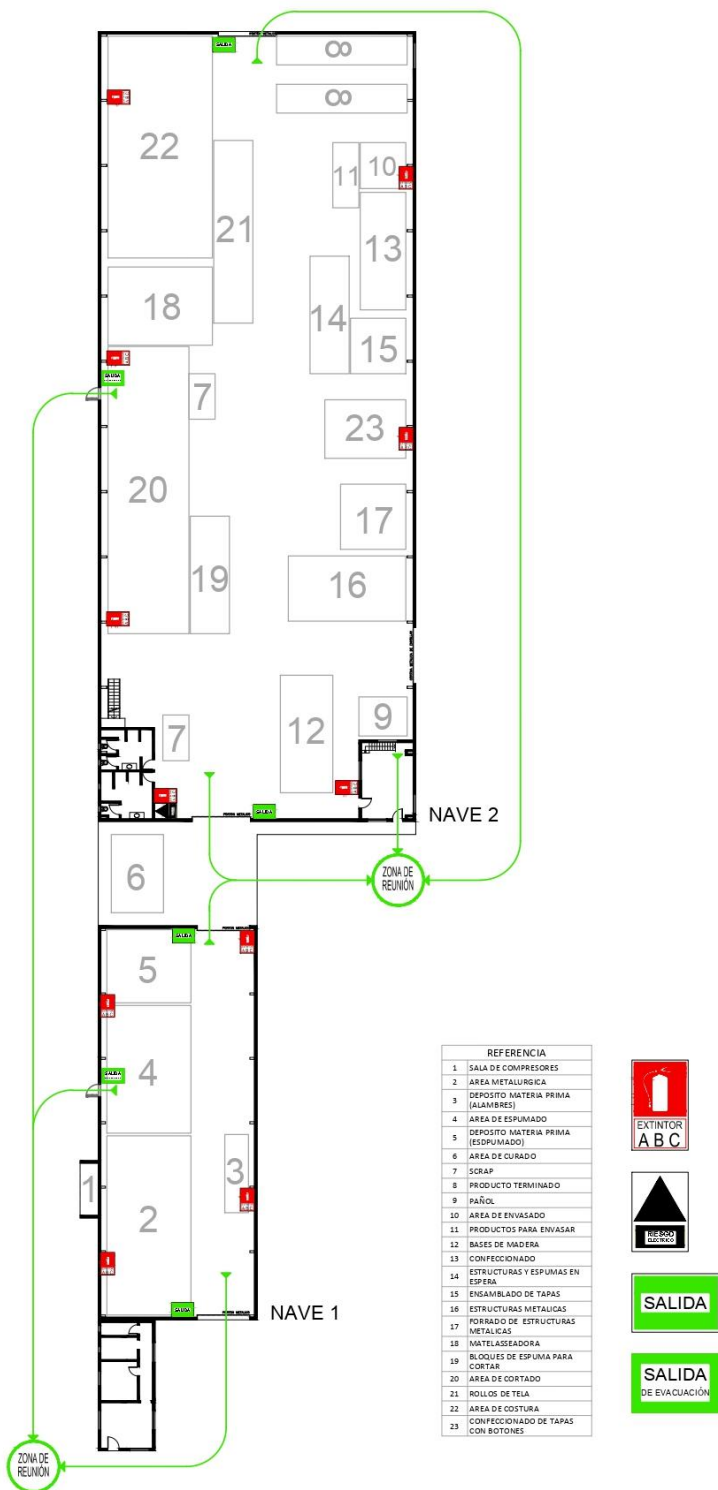 SALIDA
8
8
22
21
11
10
13
18
14
15
SALIDA
7
23
20
17
19
16
7
12
9
SALIDA
NAVE 2
6
ZONA DE
REUNIÓN
SALIDA
5
4
SALIDA
1
3
2
SALIDA
NAVE 1
ZONA DE
REUNIÓN
REFERENCIA
1 SALA DE COMPRESORES
2 AREA METALURGICA
3 DEPOSITO MATERIA PRIMA
(ALAMBRES)
4 AREA DE ESPUMADO
5 DEPOSITO MATERIA PRIMA
(ESDPUMADO)
6 AREA DE CURADO
7 SCRAP
8 PRODUCTO TERMINADO
9 PAÑOL
10 AREA DE ENVASADO
11 PRODUCTOS PARA ENVASAR
12 BASES DE MADERA
13 CONFECCIONADO
14 ESTRUCTURAS Y ESPUMAS EN
ESPERA
15 ENSAMBLADO DE TAPAS
16 ESTRUCTURAS METALICAS
17 FORRADO DE ESTRUCTURAS
METALICAS
18 MATELASSEADORA
19 BLOQUES DE ESPUMA PARA
CORTAR
20 AREA DE CORTADO
21 ROLLOS DE TELA
22 AREA DE COSTURA
23 CONFECCIONADO DE TAPAS
CON BOTONES
EXTINTOR
A B C
RIESGO
ELECTRICO
SALIDA
SALIDA
DE EVACUACIÓN